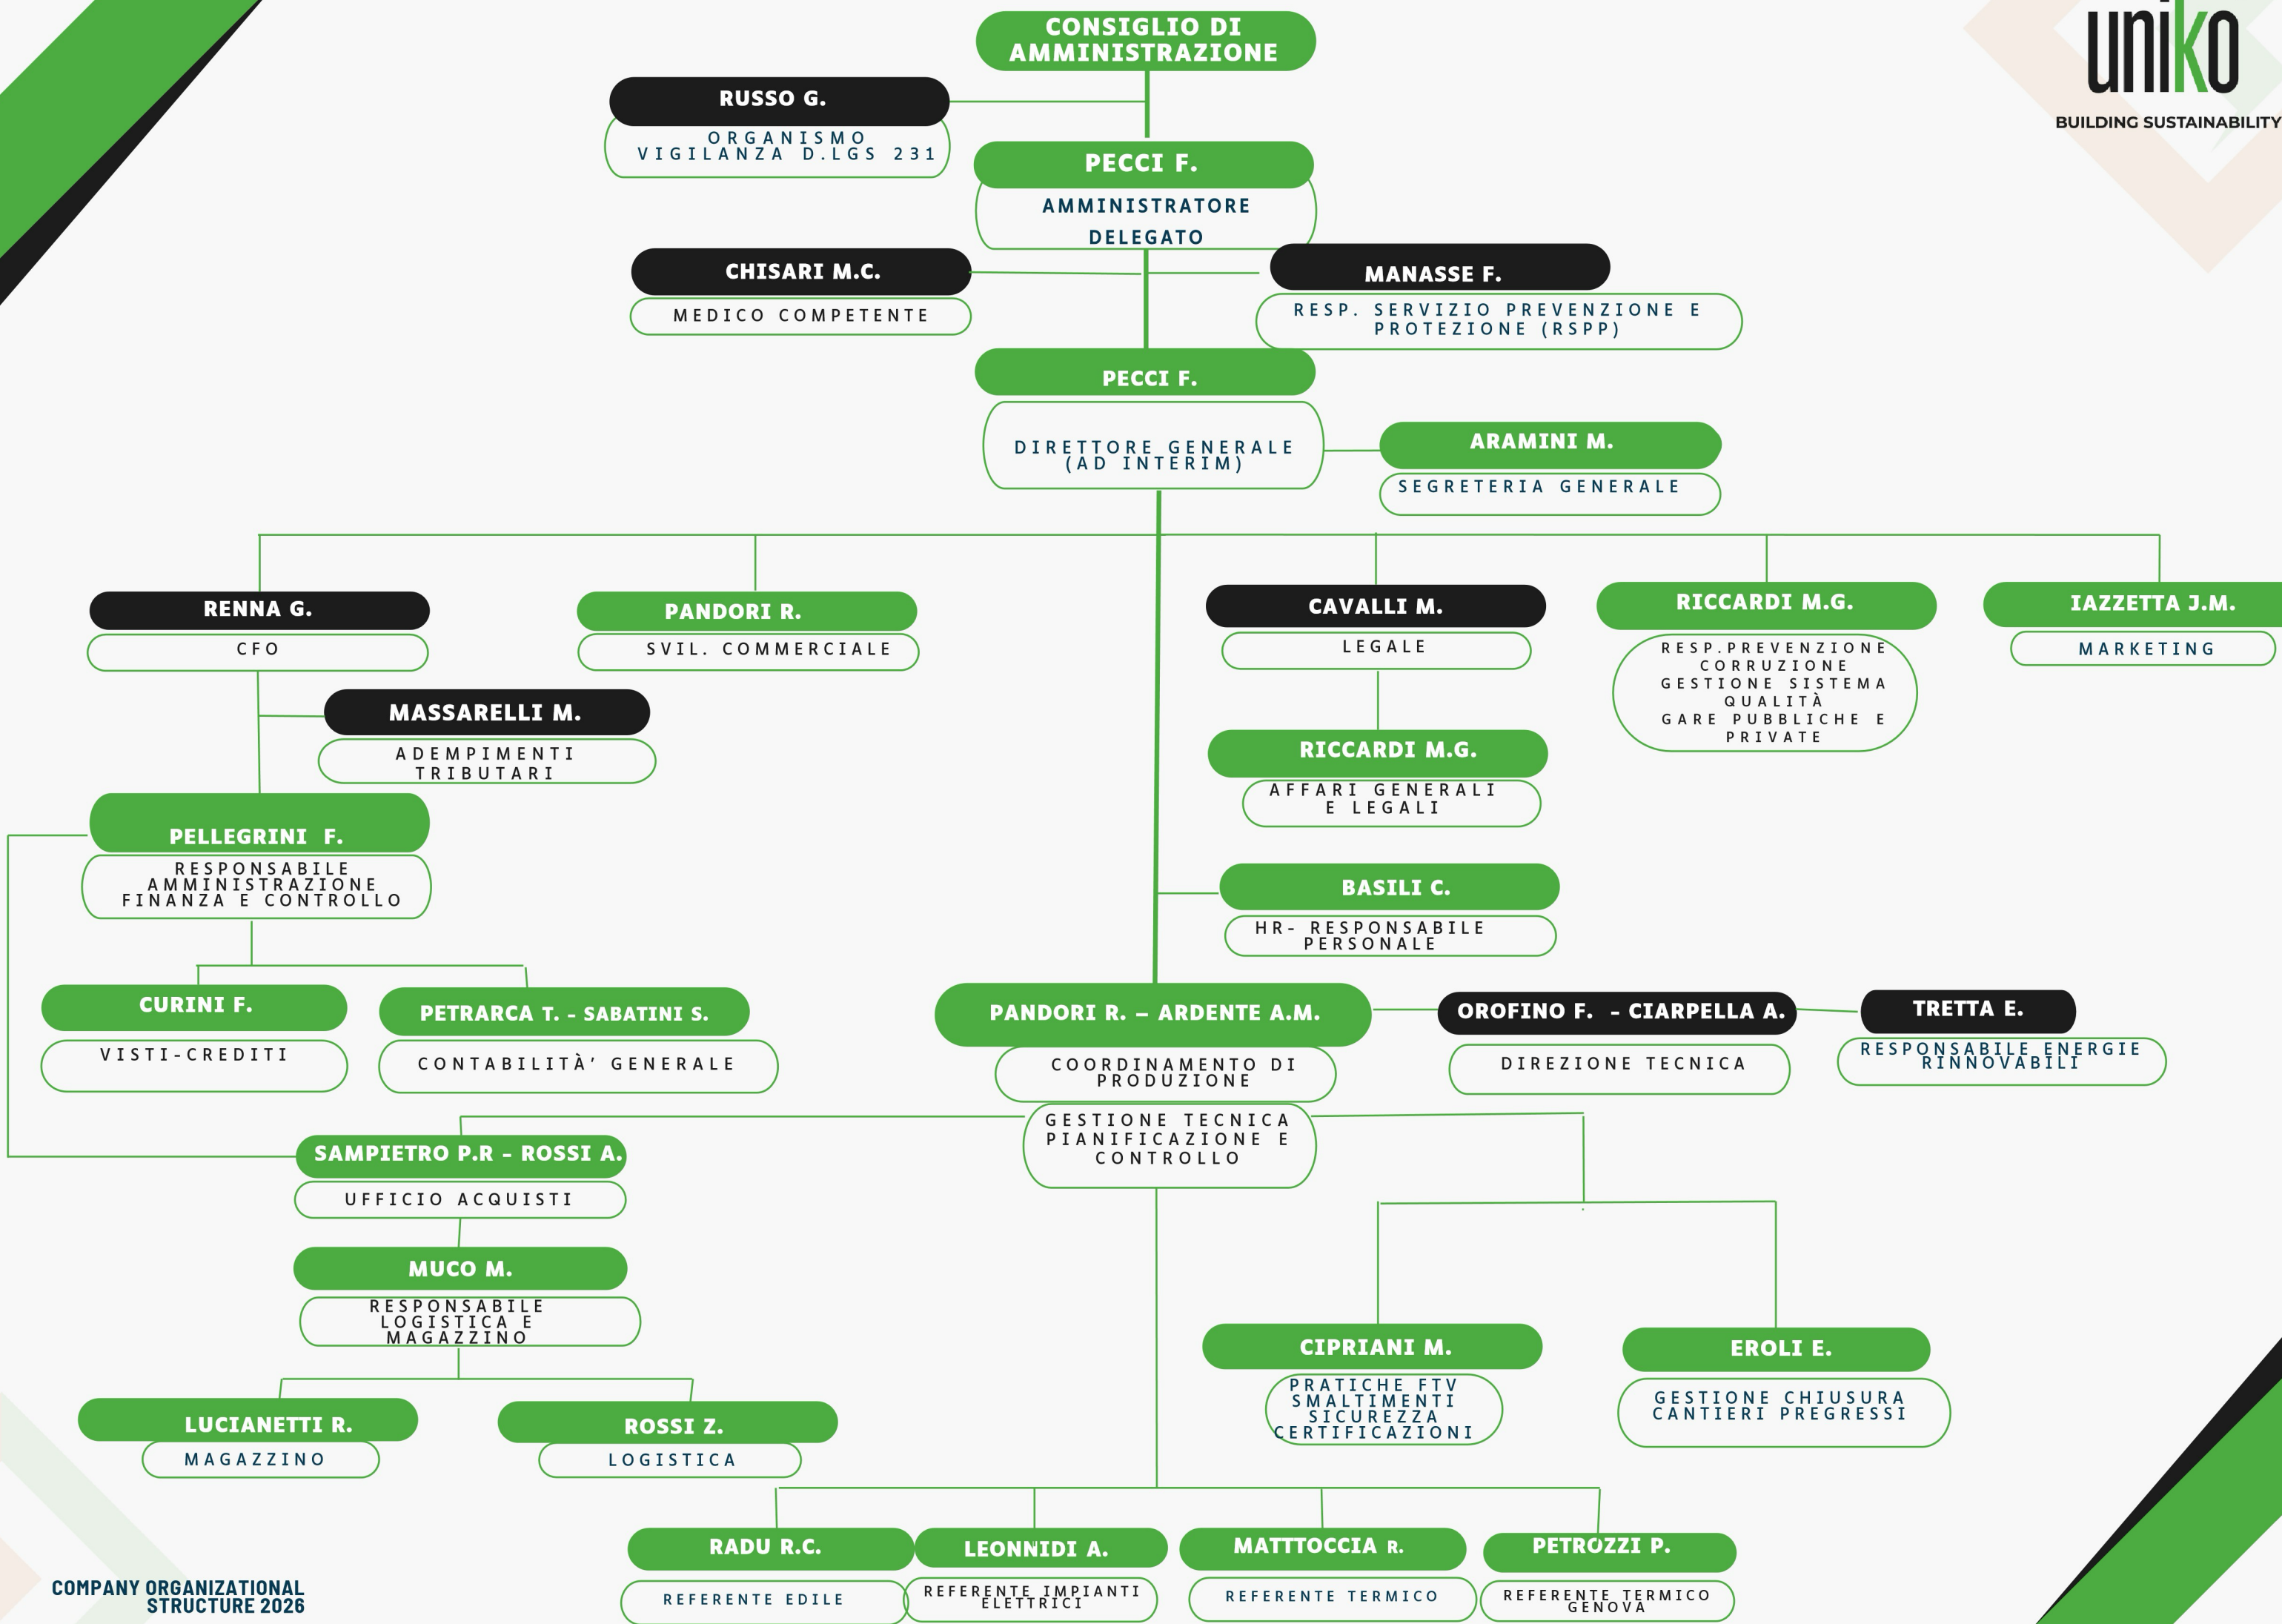 CONSIGLIO DI
AMMINISTRAZIONE
uniko
BUILDING SUSTAINABILITY
RUSSO G.
ORGANISMO
VIGILANZA D.LGS 231
PECCI F.
AMMINISTRATORE
DELEGATO
CHISARI M.C.
MEDICO COMPETENTE
MANASSE F.
RESP. SERVIZIO PREVENZIONE E
PROTEZIONE (RSPP)
PECCI F.
DIRETTORE GENERALE
(AD INTERIM)
ARAMINI M.
SEGRETERIA GENERALE
RENNA G.
CFO
PANDORI R.
SVIL. COMMERCIALE
CAVALLI M.
LEGALE
RICCARDI M.G.
RESP.PREVENZIONE
CORRUZIONE
GESTIONE SISTEMA
QUALITÀ
GARE PUBBLICHE E
PRIVATE
IAZZETTA J.M.
MARKETING
MASSARELLI M.
ADEMPIMENTI
TRIBUTARI
RICCARDI M.G.
AFFARI GENERALI
E LEGALI
PELLEGRINI F.
RESPONSABILE
AMMINISTRAZIONE
FINANZA E CONTROLLO
BASILI C.
HR- RESPONSABILE
PERSONALE
CURINI F.
VISTI-CREDITI
PETRARCA T. - SABATINI S.
CONTABILITÀ’ GENERALE
PANDORI R. – ARDENTE A.M.
COORDINAMENTO DI
PRODUZIONE
GESTIONE TECNICA
PIANIFICAZIONE E
CONTROLLO
OROFINO F. - CIARPELLA A.
DIREZIONE TECNICA
TRETTA E.
RESPONSABILE ENERGIE
RINNOVABILI
SAMPIETRO P.R - ROSSI A.
UFFICIO ACQUISTI
MUCO M.
RESPONSABILE
LOGISTICA E
MAGAZZINO
LUCIANETTI R.
MAGAZZINO
ROSSI Z.
LOGISTICA
CIPRIANI M.
PRATICHE FTV
SMALTIMENTI
SICUREZZA
CERTIFICAZIONI
EROLI E.
GESTIONE CHIUSURA
CANTIERI PREGRESSI
RADU R.C.
REFERENTE EDILE
LEONNIDI A.
REFERENTE IMPIANTI
ELETTRICI
MATTTOCCIA R.
REFERENTE TERMICO
PETROZZI P.
REFERENTE TERMICO
GENOVA
COMPANY ORGANIZATIONAL
STRUCTURE 2026